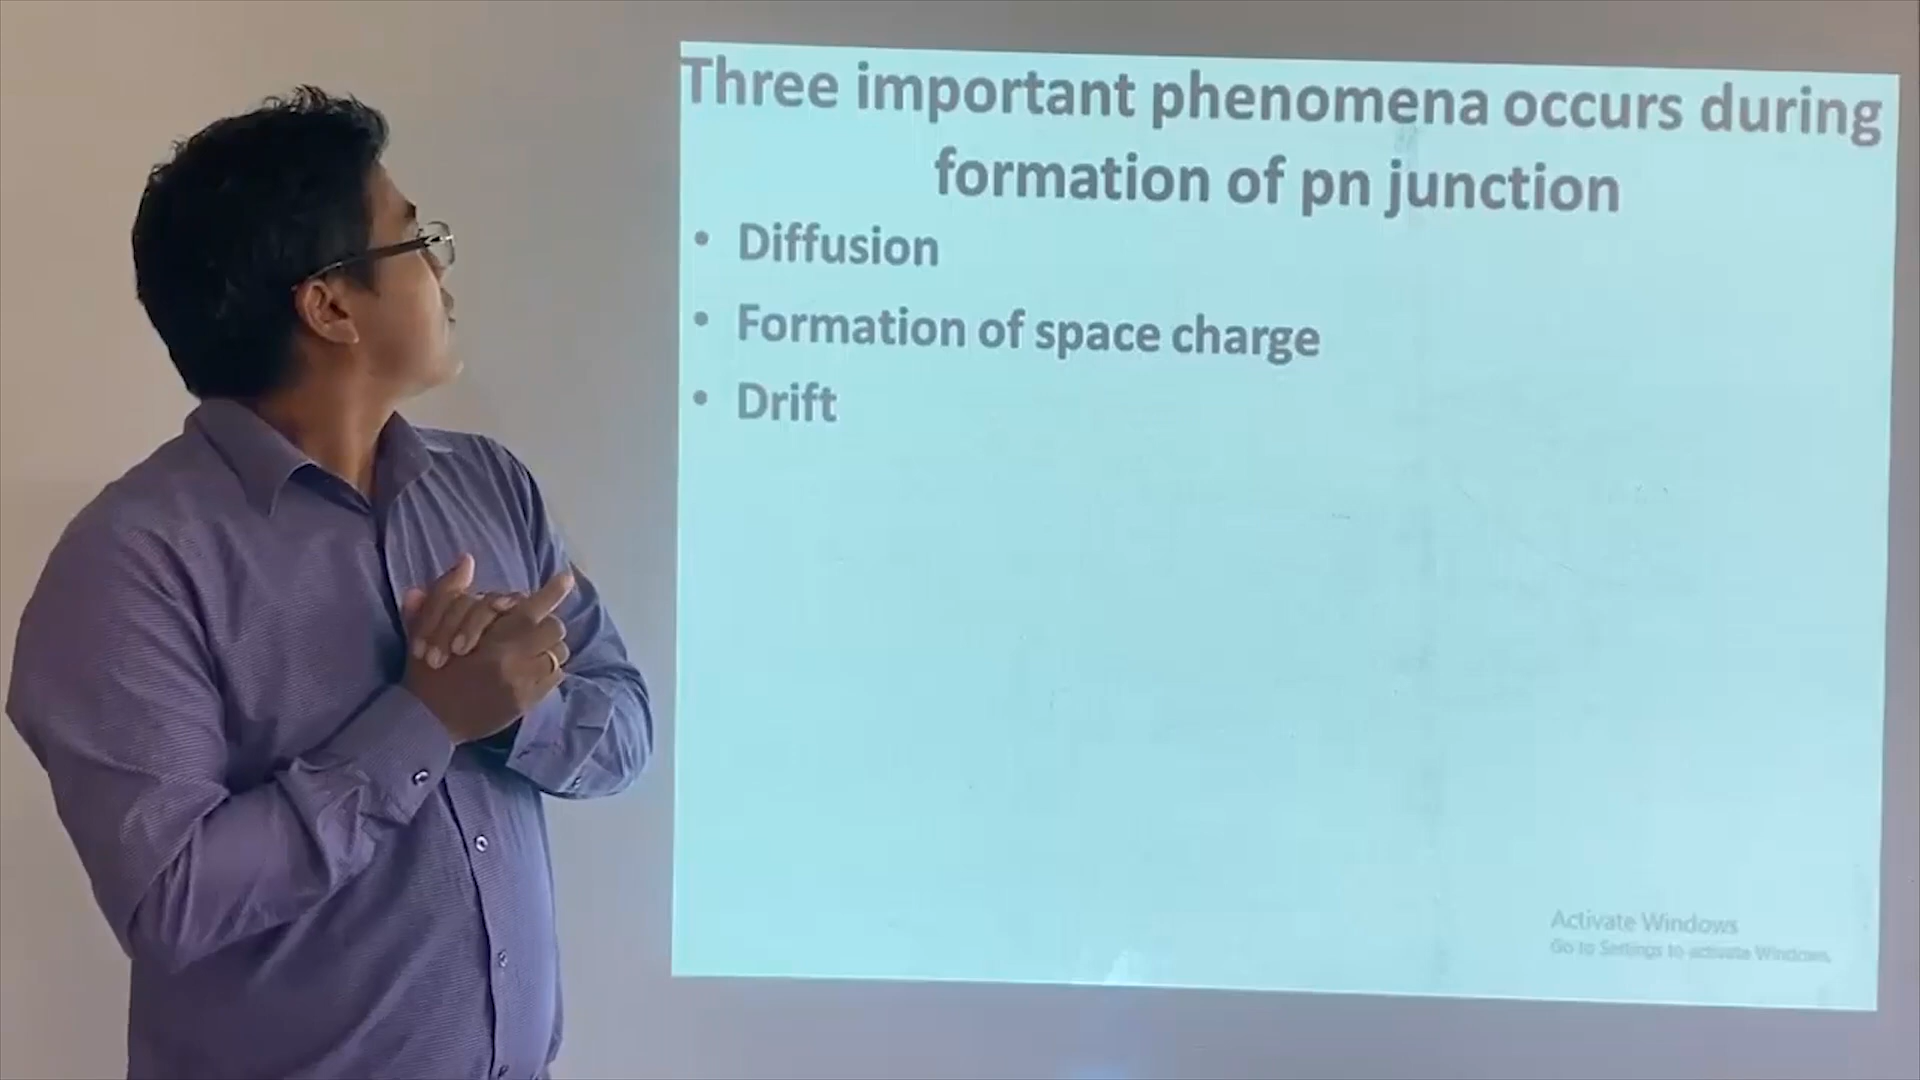 Three important phenomena occurs during
formation of pn junction
• Diffusion
• Formation of space charge
• Drift
Activate Windows
Go to Settings to activate Windows.